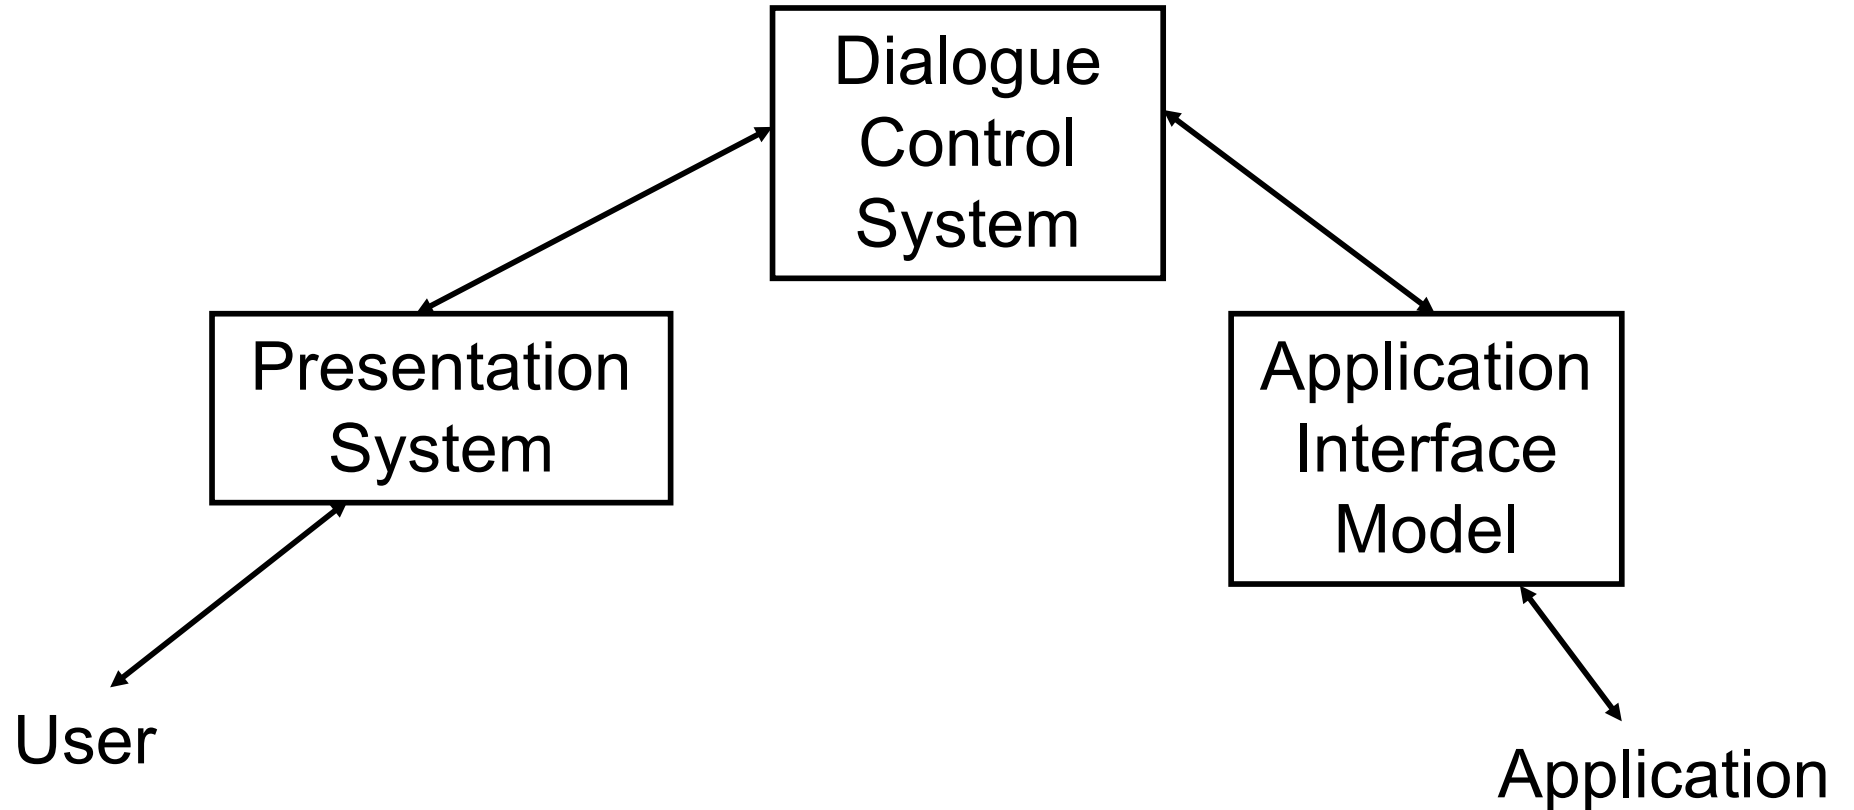 Dialogue
Control
System
Presentation
System
Application
Interface
Model
User
Application